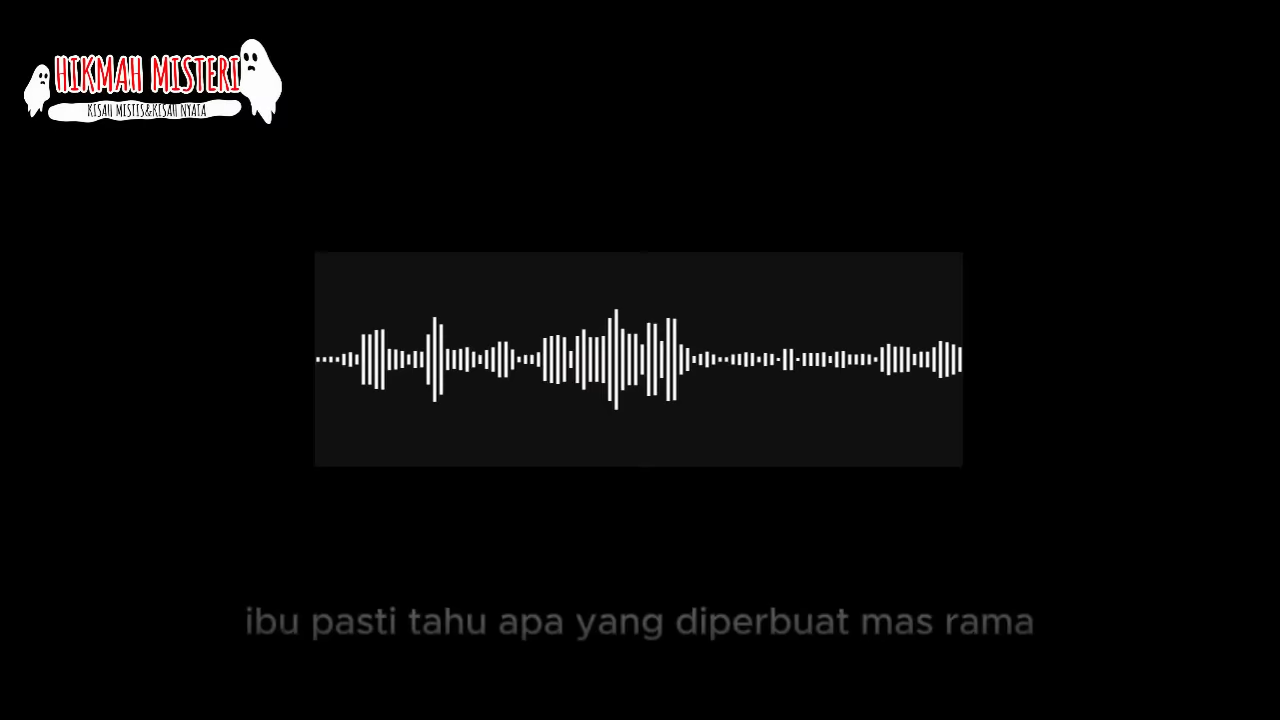 HIKMAH MISTERI
KISAH MISTIS&KISAH NYATA
ibu pasti tahu apa yang diperbuat mas rama